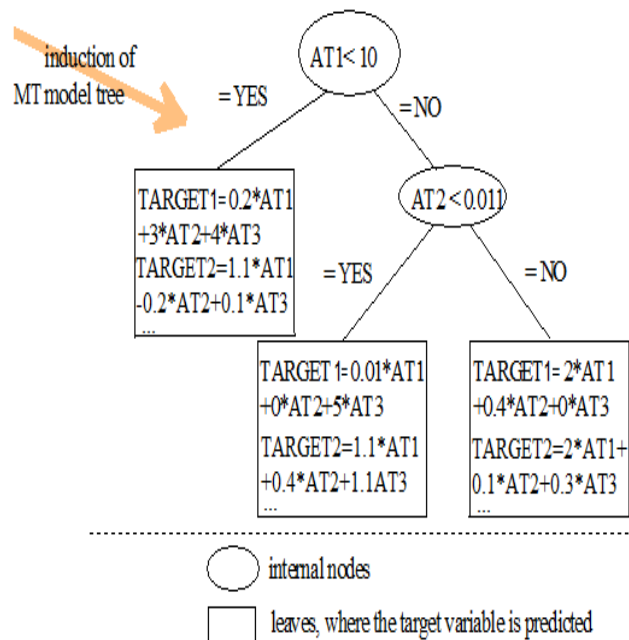 induction of
MT model tree
AT1< 10
=YES
=NO
TARGET1=0.2*AT1
+3*AT2+4*AT3
TARGET2=1.1*AT1
-0.2*AT2+0.1*AT3
...
AT2<0.011
=YES
=NO
TARGET1=0.01*AT1
+0*AT2+5*AT3
TARGET2=1.1*AT1
+0.4*AT2+1.1AT3
...
TARGET1=2*AT1
+0.4*AT2+0*AT3
TARGET2=2*AT1+
0.1*AT2+0.3*AT3
...
internal nodes
leaves, where the target variable is predicted